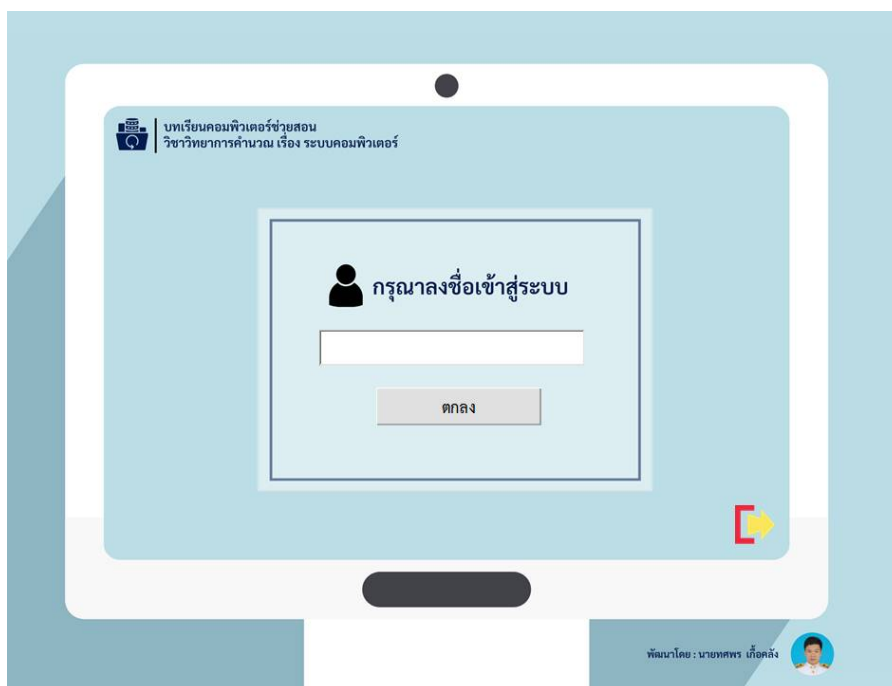 บทเรียนคอมพิวเตอร์ช่วยสอน
วิชาวิทยาการคำนวณ เรื่อง ระบบคอมพิวเตอร์
กรุณาลงชื่อเข้าสู่ระบบ
ตกลง
พัฒนาโดย : นายทศพร เกื้อคลัง